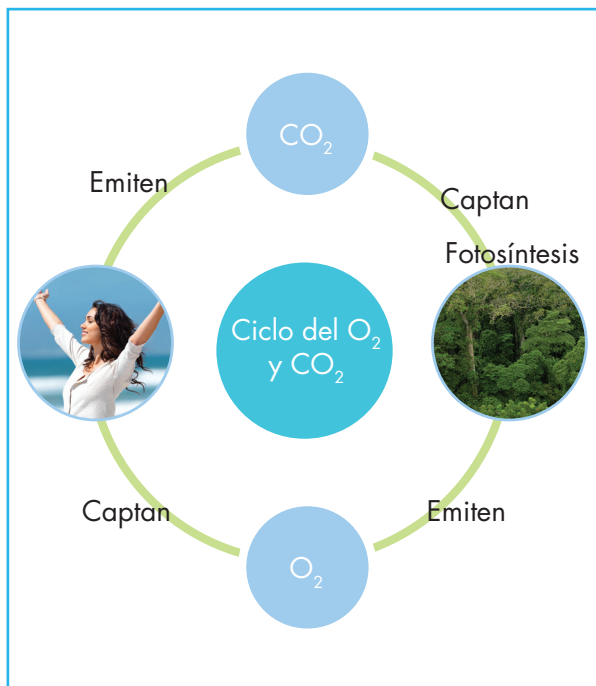 CO₂
Emiten
Captan
Fotosíntesis
Ciclo del O₂
y CO₂
Captan
Emiten
O₂